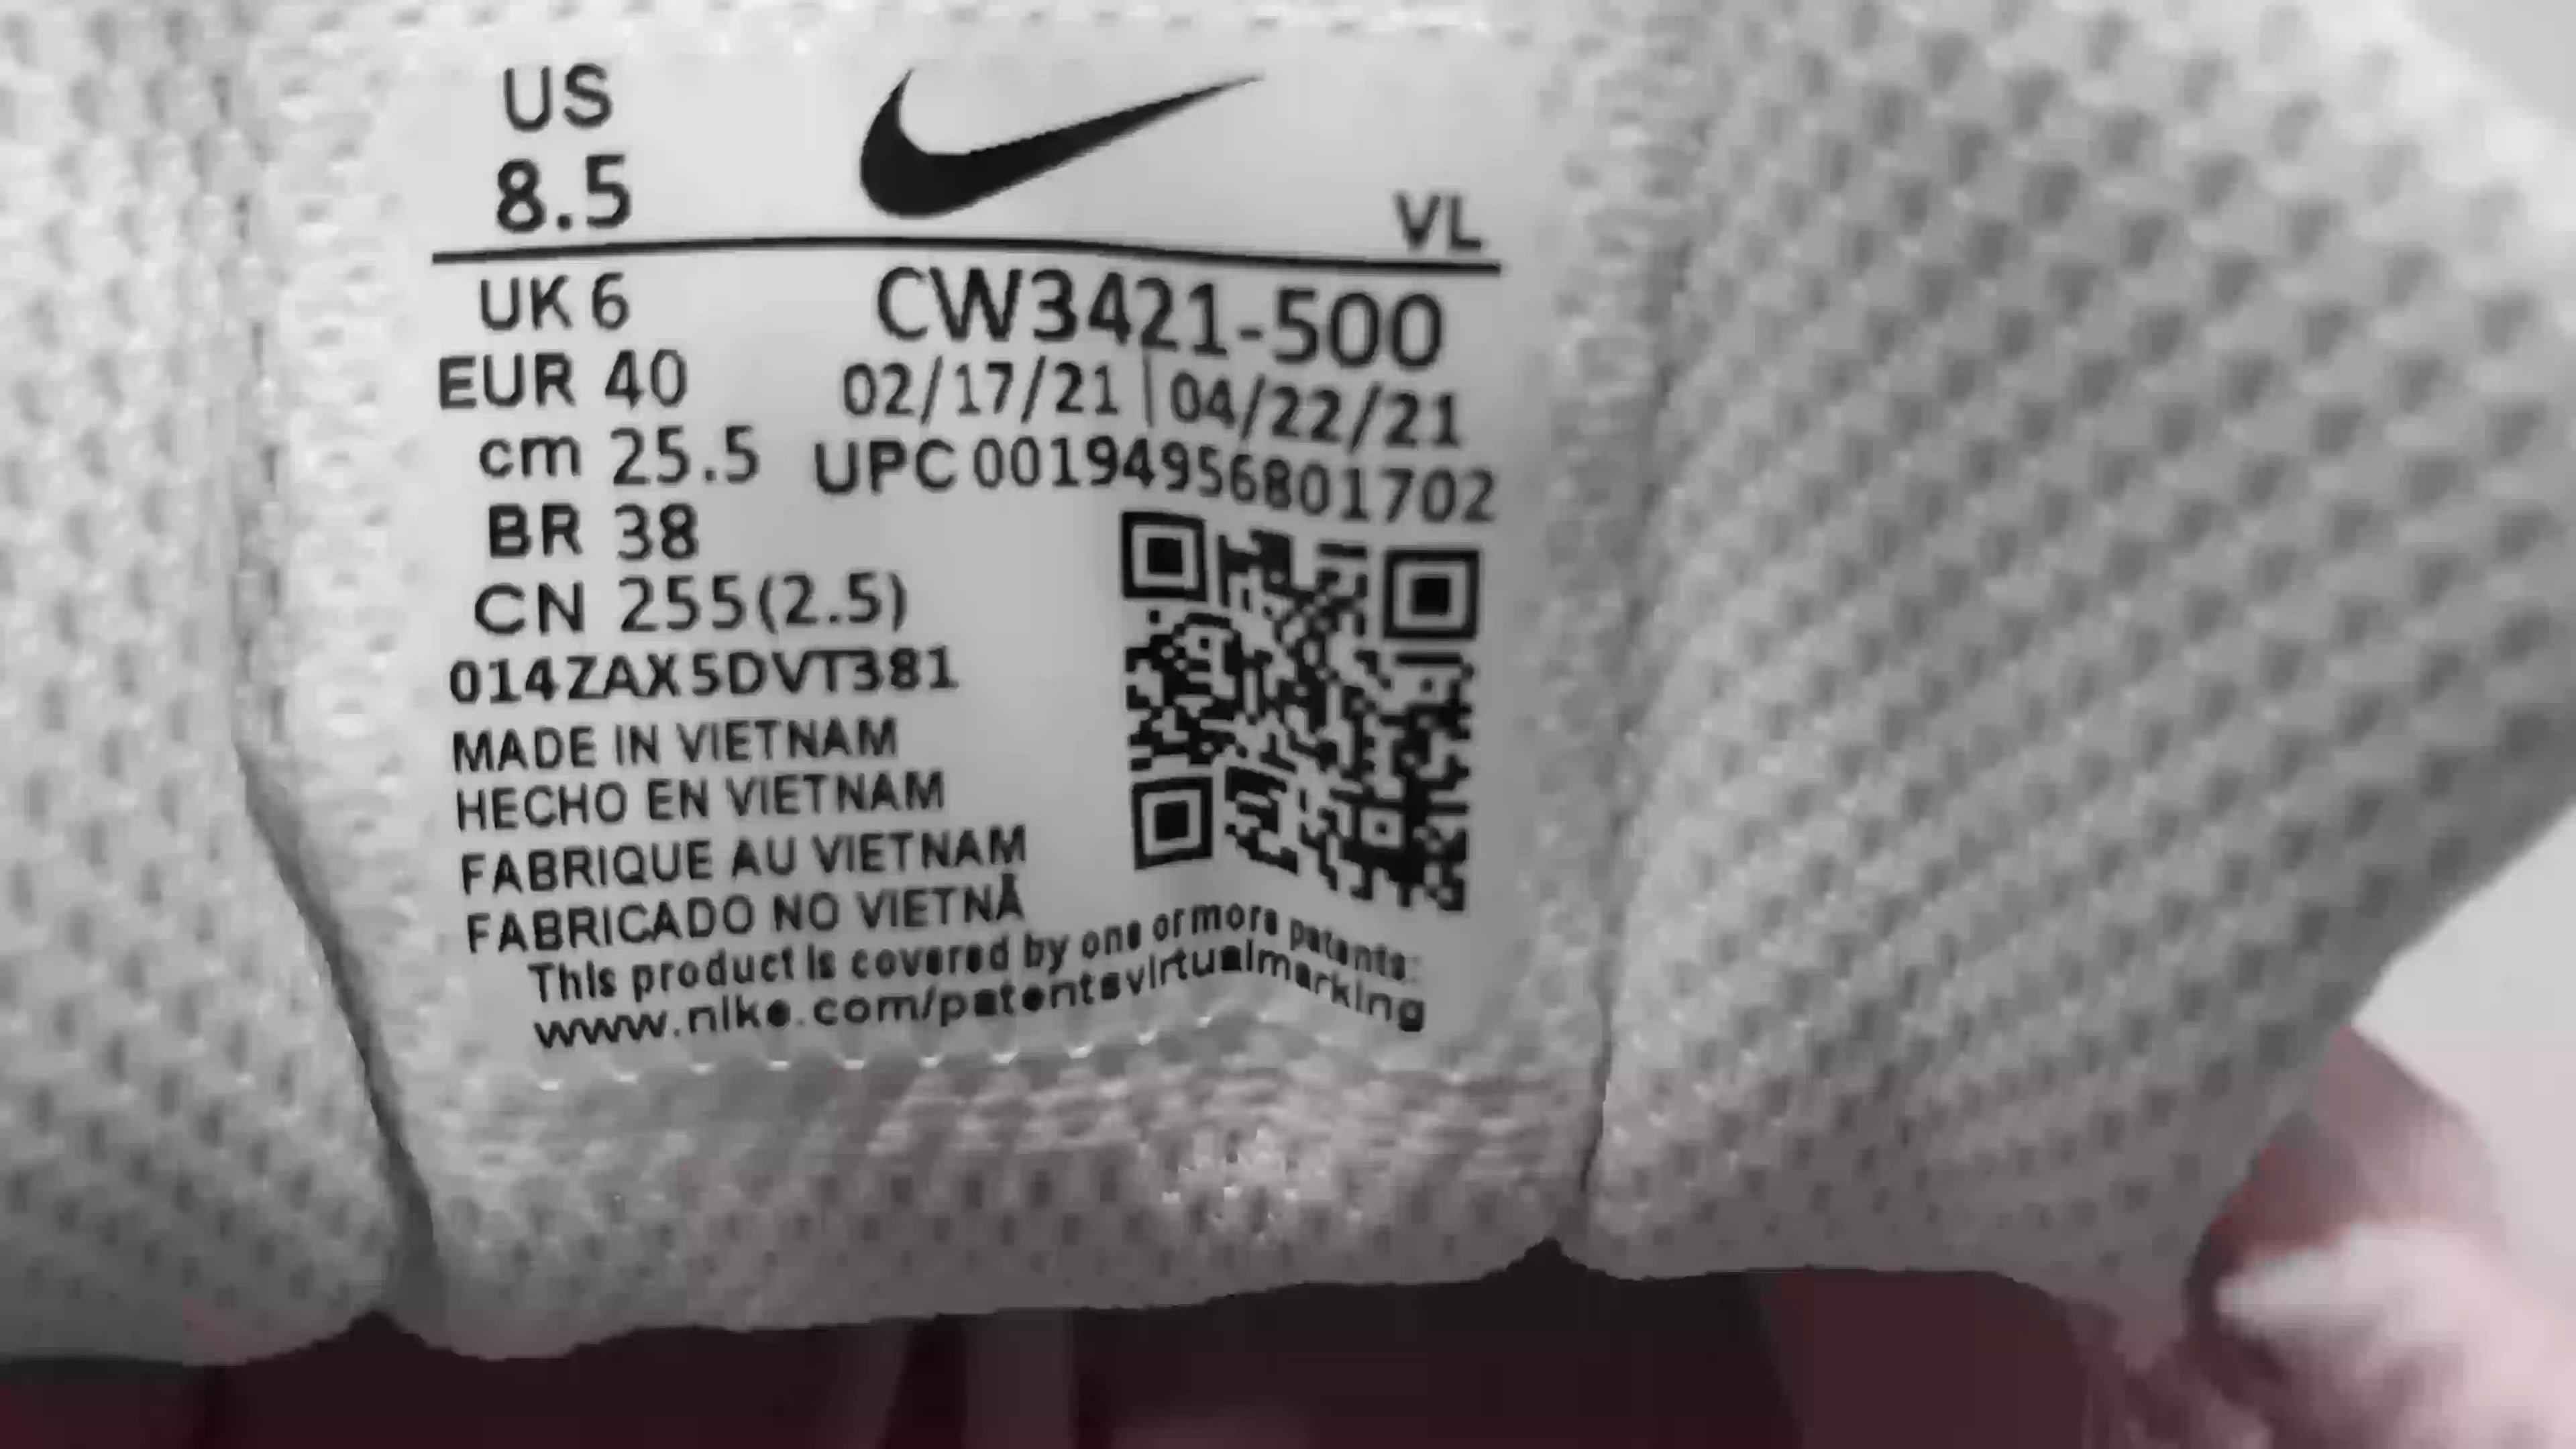 US
8.5
VL
UK 6
EUR 40
cm 25.5
BR 38
CN 255(2.5)
CW3421-500
02/17/21 | 04/22/21
UPC 00194956801702
014ZAX5DVT381
MADE IN VIETNAM
HECHO EN VIETNAM
FABRIQUE AU VIETNAM
FABRICADO NO VIETNÃ
This product is covered by one or more patents:
www.nike.com/patentsvirtualmarking